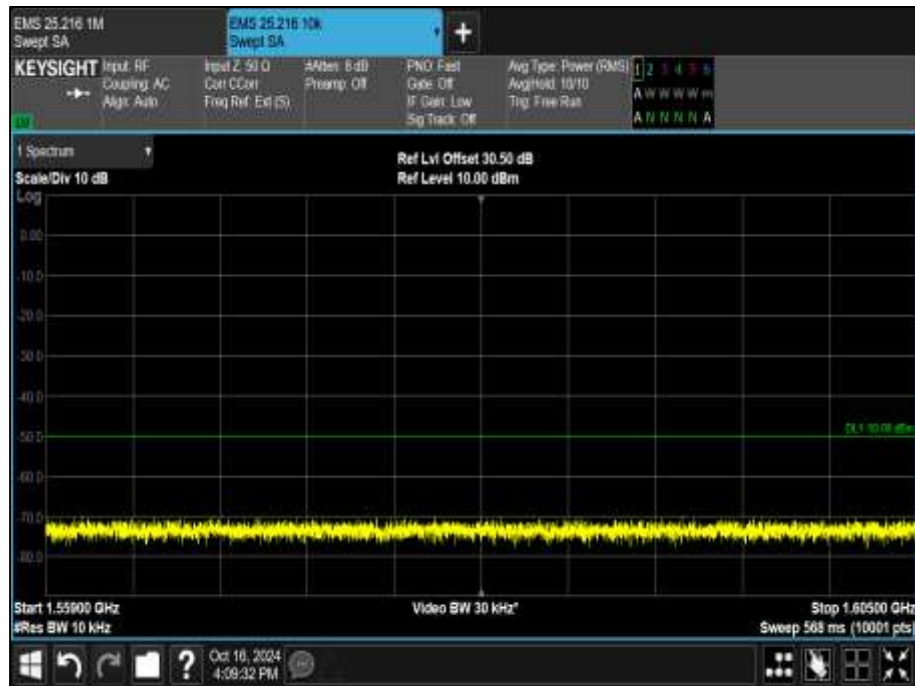 EMS 25.216 1M
Swept SA
EMS 25.216 10k
Swept SA
KEYSIGHT
Input: RF
Coupling: AC
Align: Auto
Input Z: 50 Ω
Corr CCorr
Freq Ref: Ext (S)
#Atten: 8 dB
Preamp: Off
PNO: Fast
Gate: Off
IF Gain: Low
Sig Track: Off
Avg Type: Power (RMS)
Avg|Hold: 10/10
Trig: Free Run
1 2 3 4 5 6
A W W W W
A N N N N A
1 Spectrum
Scale/Div 10 dB
Ref Lvl Offset 30.50 dB
Ref Level 10.00 dBm
Log
0.00
-10.0
-20.0
-30.0
-40.0
-50.0
-60.0
-70.0
-80.0
Start 1.55900 GHz
#Res BW 10 kHz
Video BW 30 kHz*
Stop 1.60500 GHz
Sweep 568 ms (10001 pts)
?
Oct 16, 2024
4:09:32 PM